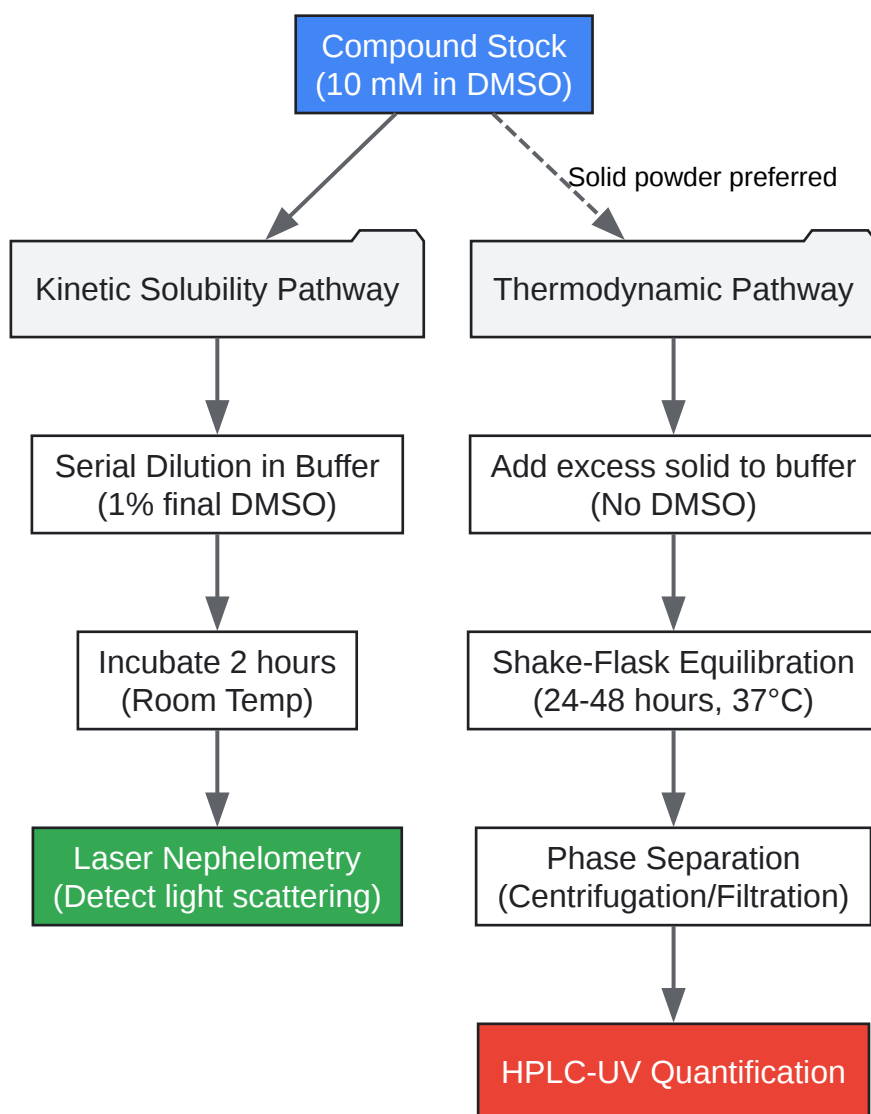 Compound Stock
(10 mM in DMSO)
Solid powder preferred
Kinetic Solubility Pathway
Thermodynamic Pathway
Serial Dilution in Buffer
(1% final DMSO)
Add excess solid to buffer
(No DMSO)
Incubate 2 hours
(Room Temp)
Shake-Flask Equilibration
(24-48 hours, 37°C)
Laser Nephelometry
(Detect light scattering)
Phase Separation
(Centrifugation/Filtration)
HPLC-UV Quantification